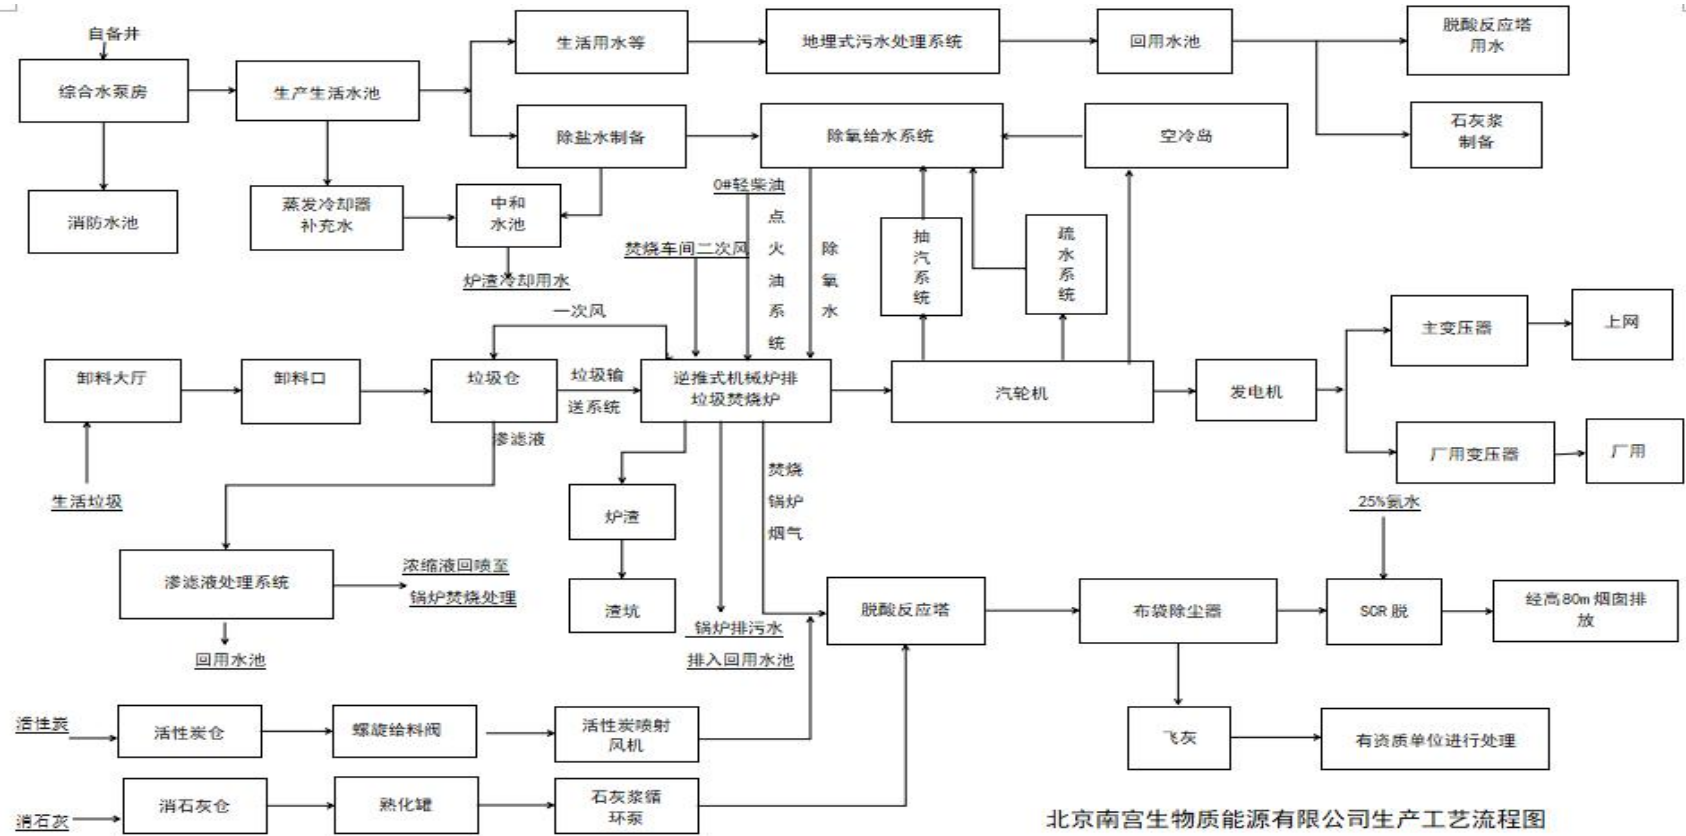 自备井
综合水泵房
生产生活水池
生活用水等
地埋式污水处理系统
回用水池
脱酸反应塔
用水
石灰浆
制备
除盐水制备
除氧给水系统
空冷岛
消防水池
蒸发冷却器
补充水
中和
水池
炉渣冷却用水
0#轻柴油
点火油系统
焚烧车间二次风
除氧水
抽汽系统
疏水系统
一次风
卸料大厅
卸料口
垃圾仓
垃圾输
送系统
逆推式机械炉排
垃圾焚烧炉
汽轮机
发电机
主变压器
上网
厂用变压器
厂用
生活垃圾
渗滤液
炉渣
渣坑
焚烧
锅炉
烟气
25%氨水
渗滤液处理系统
浓缩液回喷至
锅炉焚烧处理
回用水池
锅炉排污水
排入回用水池
脱酸反应塔
布袋除尘器
SCR 脱
经高80m烟囱排
放
飞灰
有资质单位进行处理
活性炭
活性炭仓
螺旋给料阀
活性炭喷射
风机
消石灰
消石灰仓
熟化罐
石灰浆循
环泵
北京南宫生物质能源有限公司生产工艺流程图